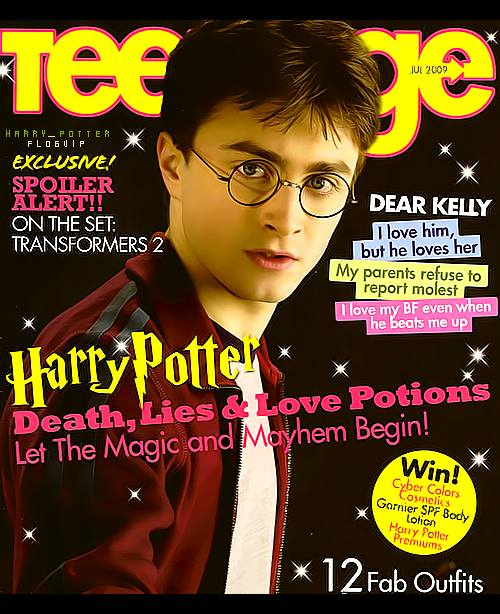 Teenage
JUL 2009
HARRY_POTTER
FLOGVIP
EXCLUSIVE!
SPOILER
ALERT!!
ON THE SET:
TRANSFORMERS 2
DEAR KELLY
I love him,
but he loves her
My parents refuse to
report molest
I love my BF even when
he beats me up
Harry Potter
Death, Lies & Love Potions
Let The Magic and Mayhem Begin!
Win!
Cyber Colors
Cosmetics
Garnier SPF Body
Lotion
Harry Potter
Premiums
12 Fab Outfits